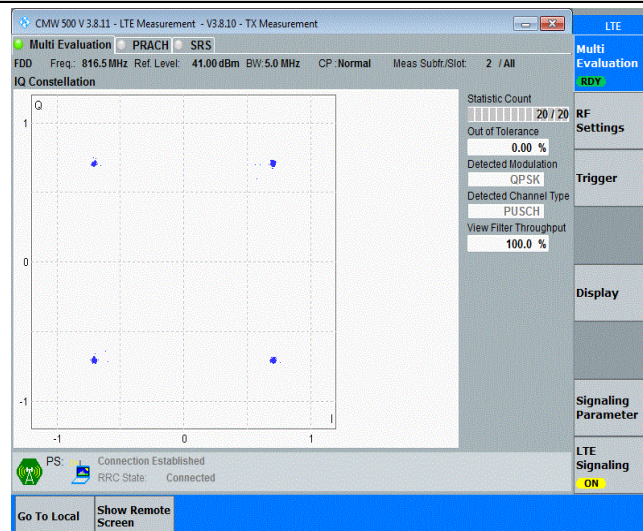 CMW 500 V 3.8.11 - LTE Measurement - V3.8.10 - TX Measurement
LTE
Multi Evaluation PRACH SRS
Multi
Evaluation
RDY
FDD Freq.: 816.5 MHz Ref. Level: 41.00 dBm BW: 5.0 MHz CP : Normal Meas Subfr./Slot: 2 / All
IQ Constellation
Q
1
0
-1
-1
0
1
I
Statistic Count
20 / 20
Out of Tolerance
0.00 %
Detected Modulation
QPSK
Detected Channel Type
PUSCH
View Filter Throughput
100.0 %
RF
Settings
Trigger
Display
Signaling
Parameter
LTE
Signaling
ON
PS: Connection Established
RRC State: Connected
Go To Local
Show Remote
Screen